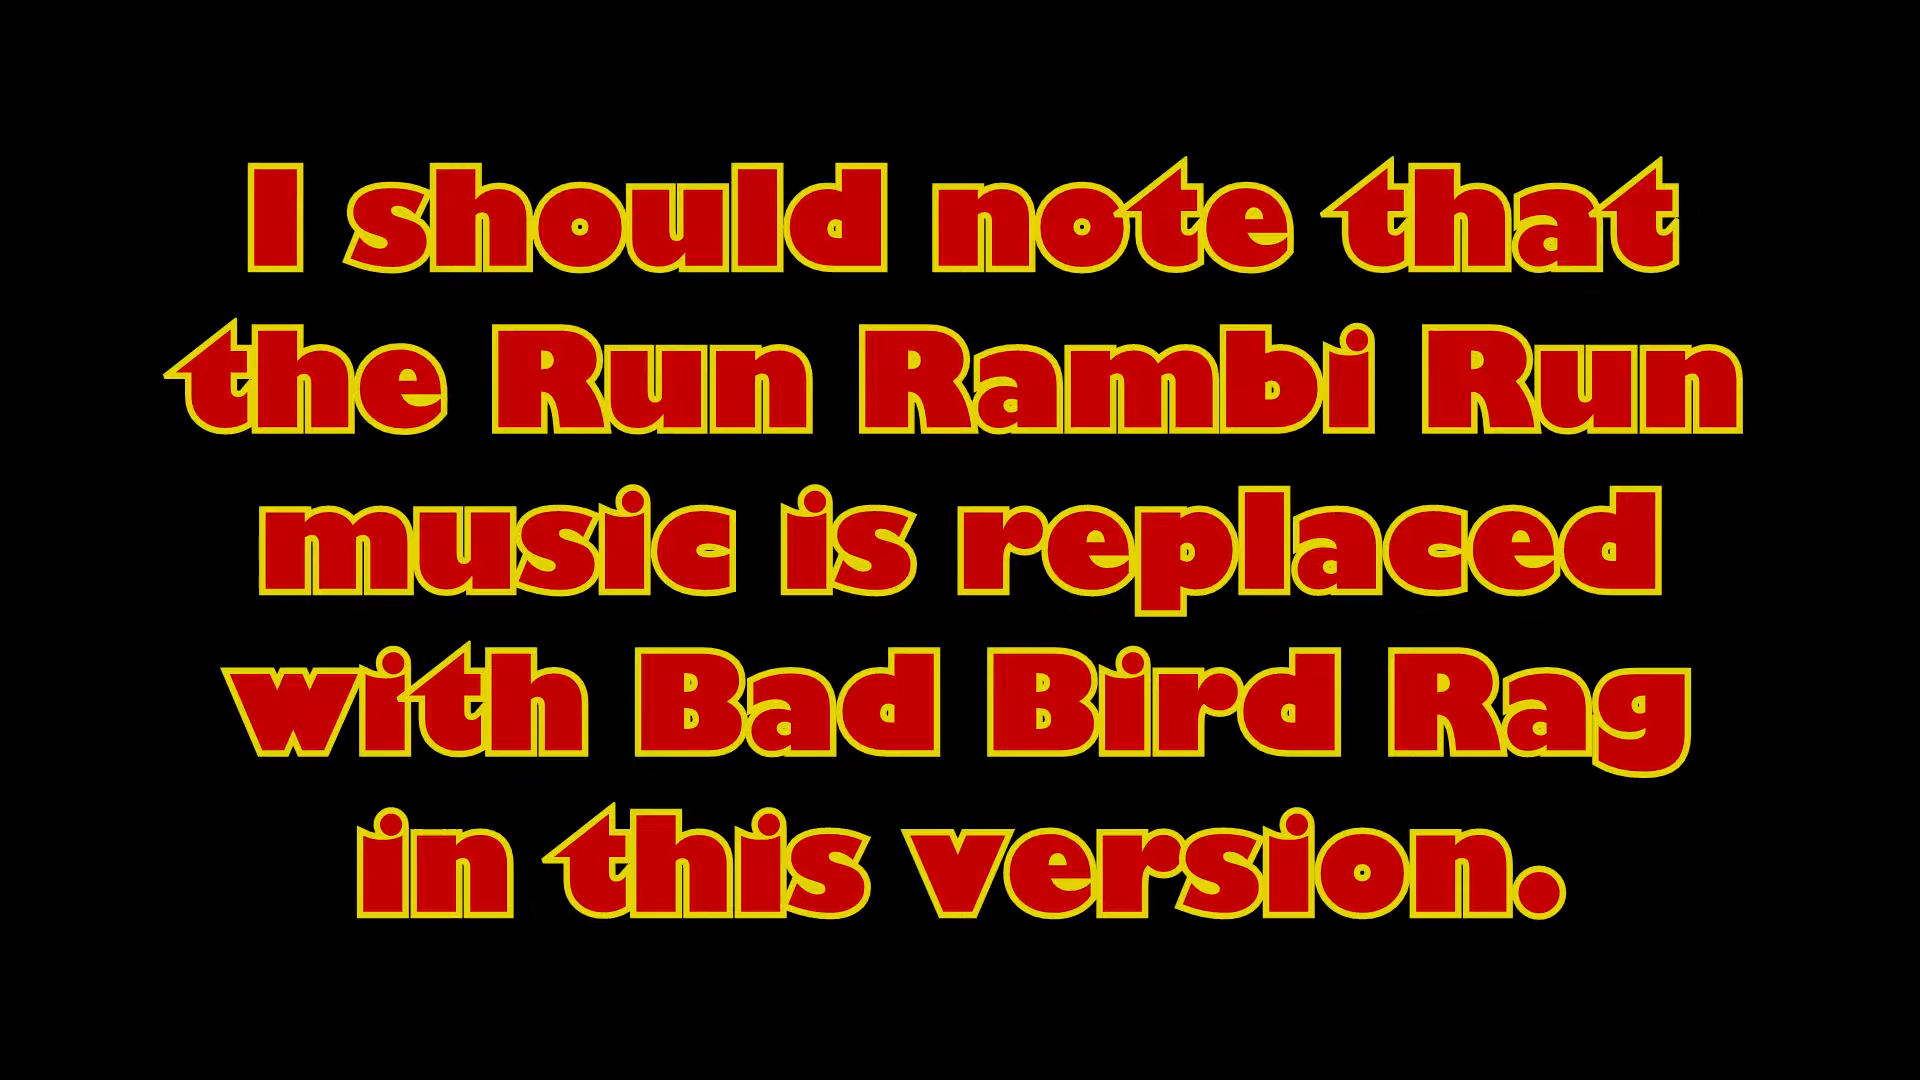 I should note that
the Run Rambi Run
music is replaced
with Bad Bird Rag
in this version.